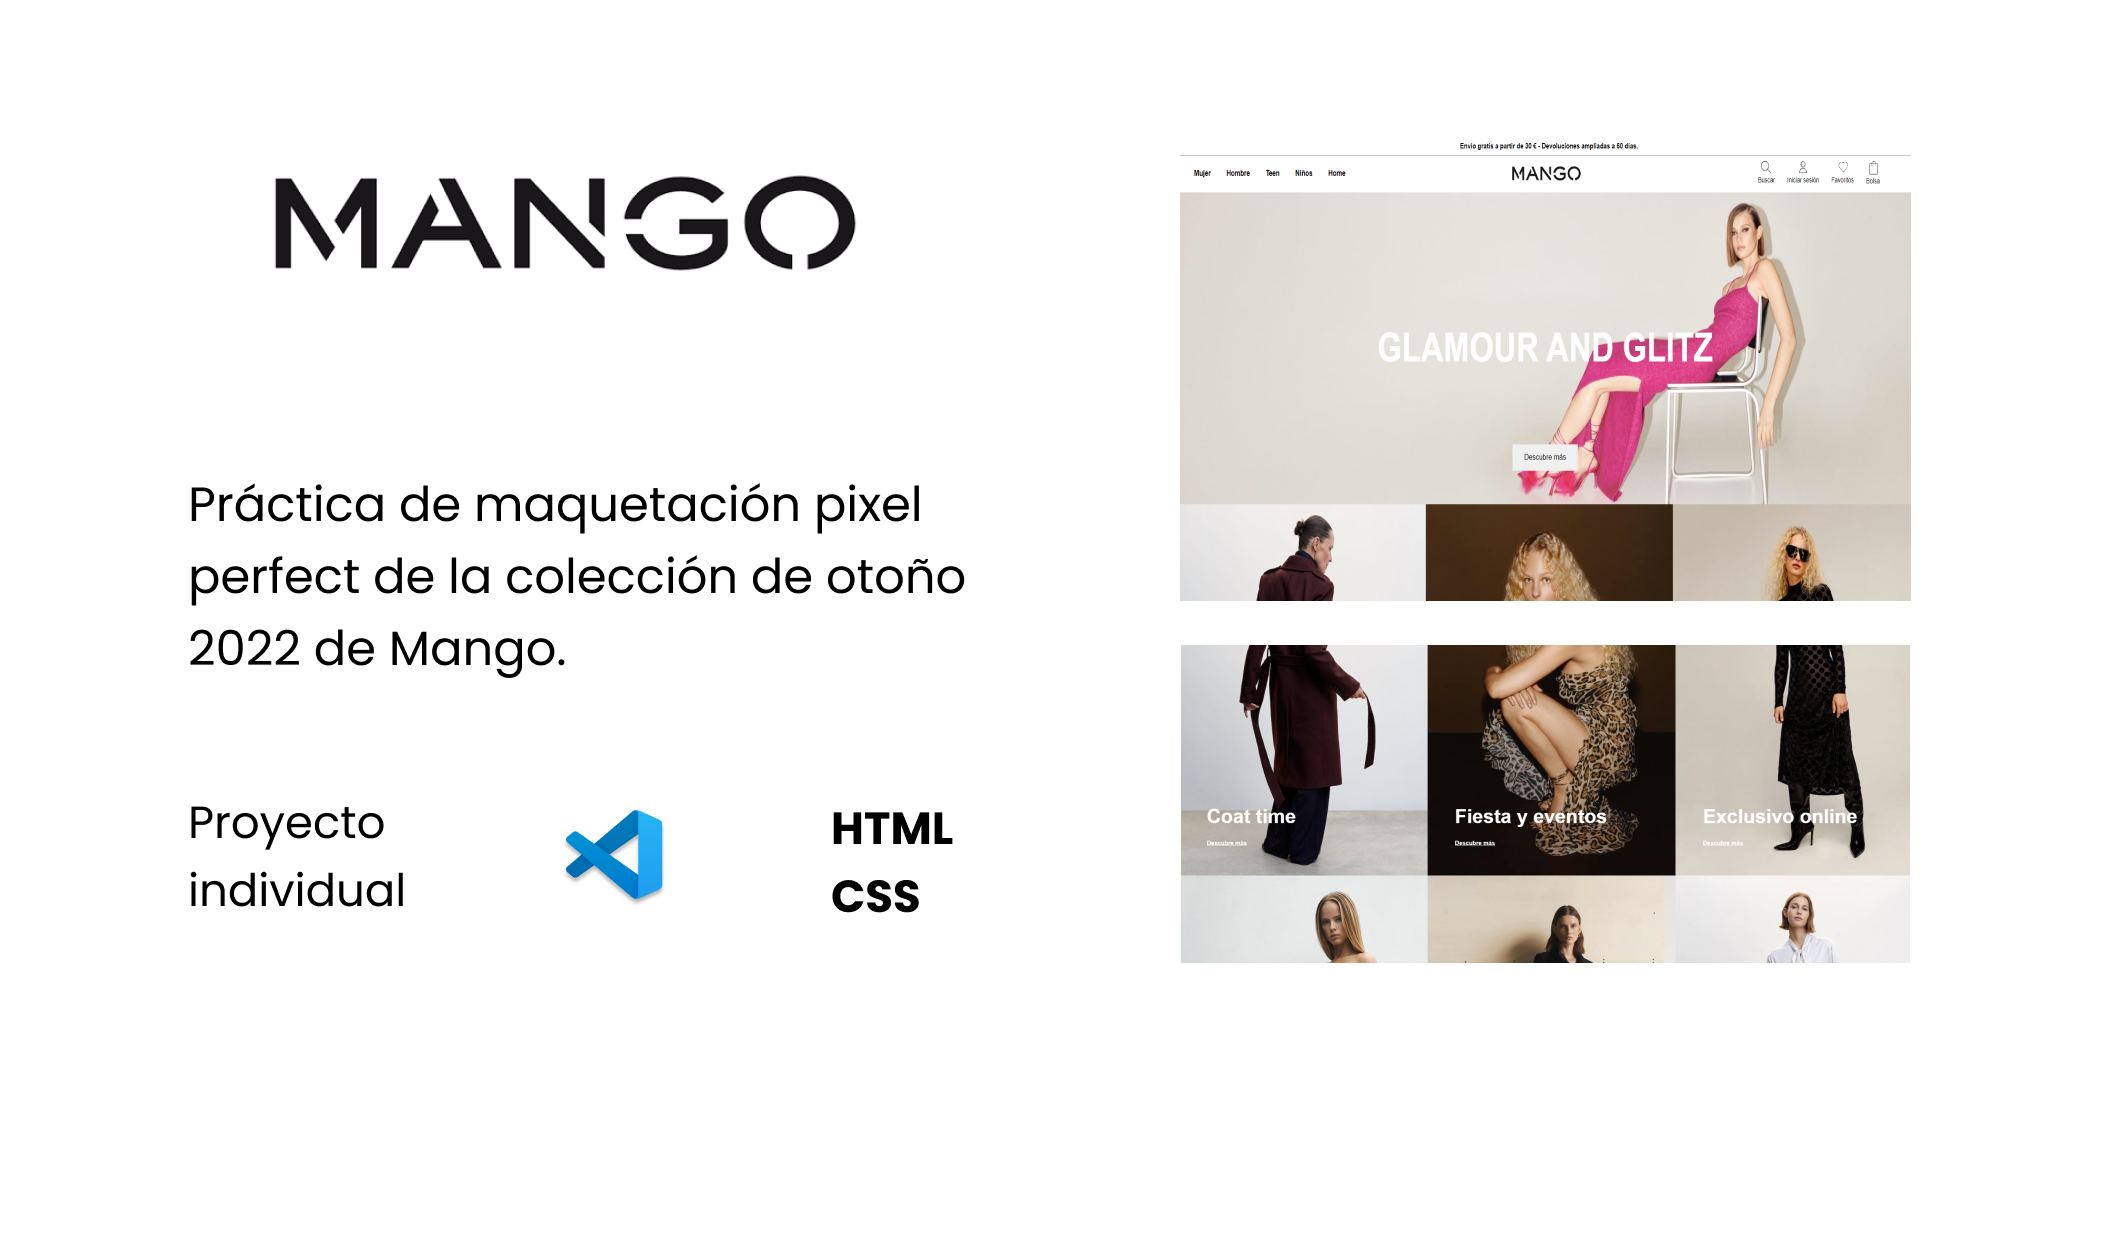 MANGO
Práctica de maquetación pixel
perfect de la colección de otoño
2022 de Mango.
Proyecto
individual
HTML
CSS
Envío gratis a partir de 30 € - Devoluciones ampliadas a 60 días.
Mujer Hombre Teen Niños Home
MANGO
Buscar Iniciar sesión Favoritos Bolsa
GLAMOUR AND GLITZ
Descubre más
Coat time Fiesta y eventos Exclusivo online
Descubre más Descubre más Descubre más